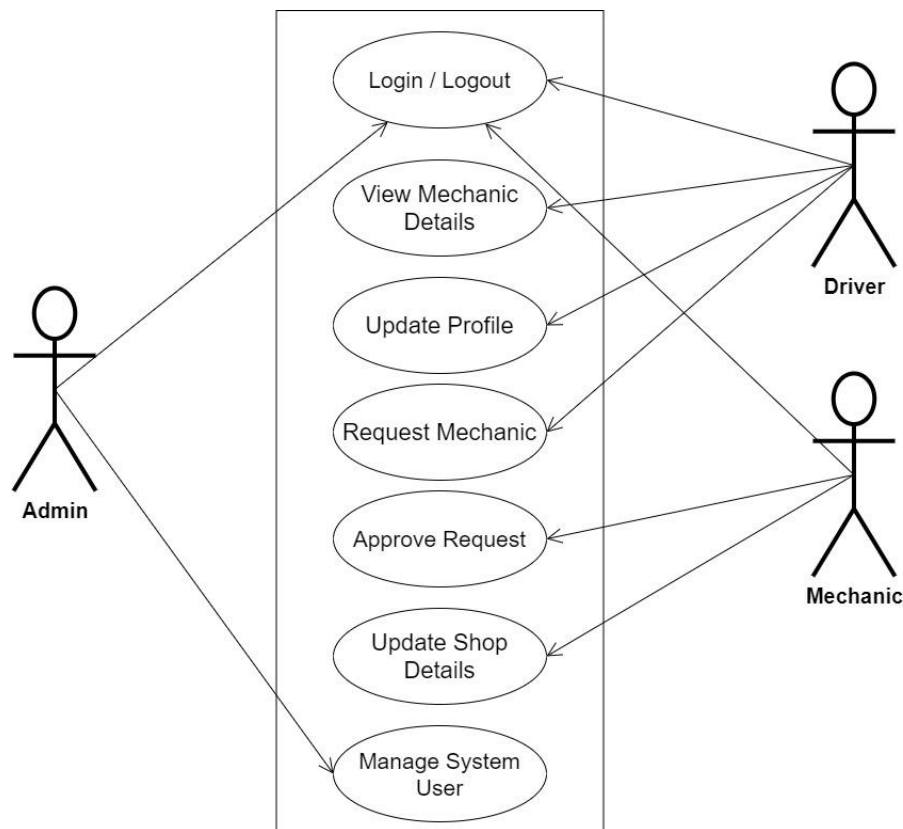 Login / Logout
View Mechanic
Details
Driver
Update Profile
Request Mechanic
Admin
Approve Request
Mechanic
Update Shop
Details
Manage System
User